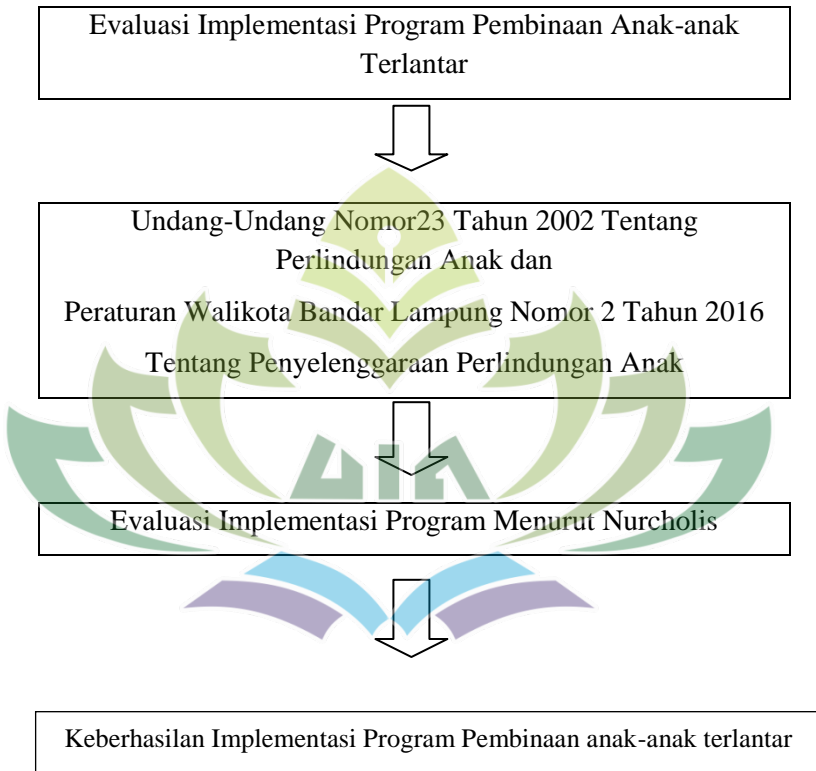 Evaluasi Implementasi Program Pembinaan Anak-anak
Terlantar
Undang-Undang Nomor23 Tahun 2002 Tentang
Perlindungan Anak dan
Peraturan Walikota Bandar Lampung Nomor 2 Tahun 2016
Tentang Penyelenggaraan Perlindungan Anak
UIN
Evaluasi Implementasi Program Menurut Nurcholis
Keberhasilan Implementasi Program Pembinaan anak-anak terlantar